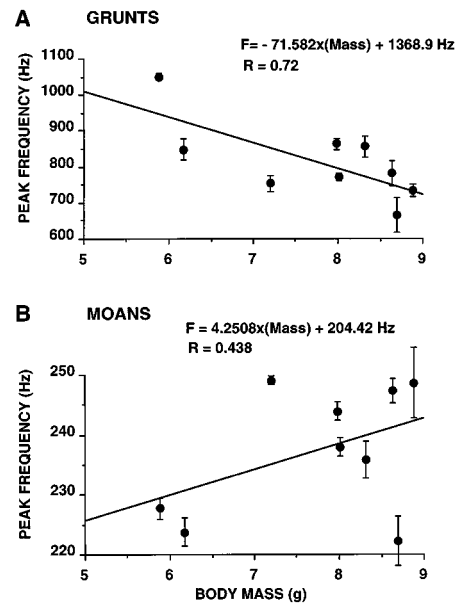 A GRUNTS
F= - 71.582x(Mass) + 1368.9 Hz
R = 0.72
PEAK FREQUENCY (Hz)
1100
1000
900
800
700
600
5 6 7 8 9
B MOANS
F = 4.2508x(Mass) + 204.42 Hz
R = 0.438
PEAK FREQUENCY (Hz)
250
240
230
220
5 6 7 8 9
BODY MASS (g)